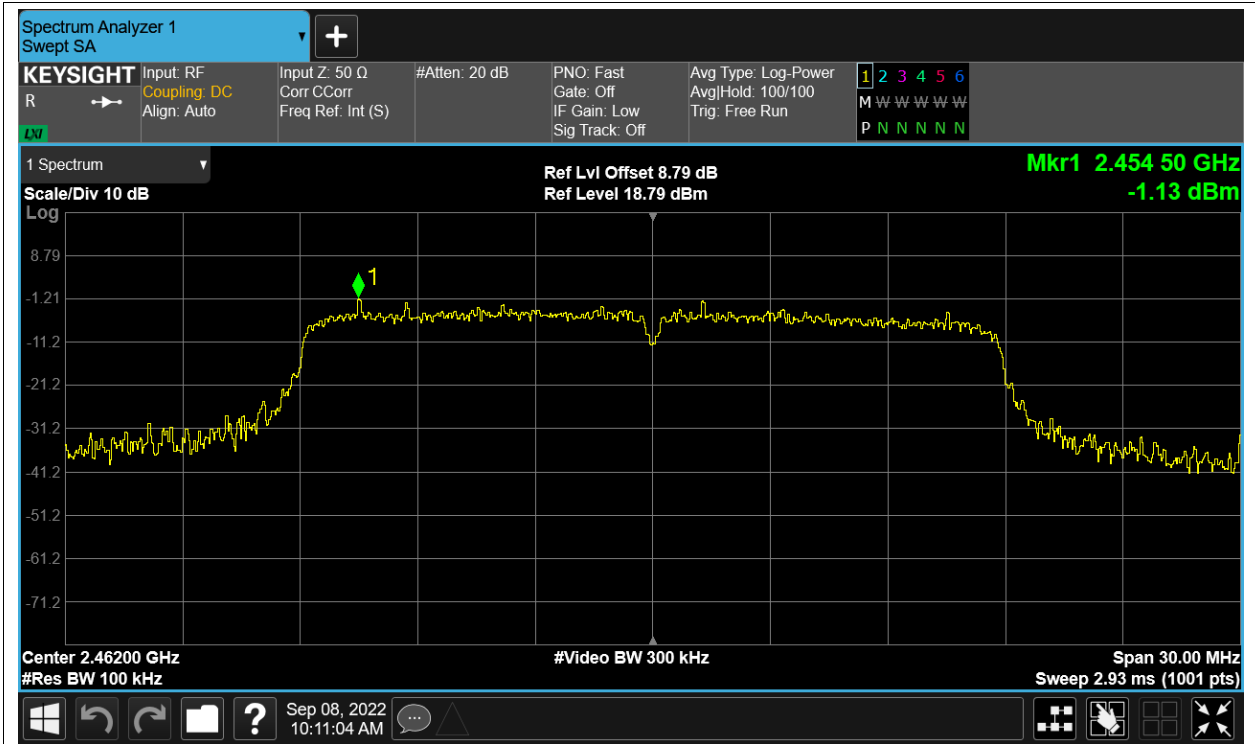 Spectrum Analyzer 1
Swept SA
KEYSIGHT
R
LXI
Input: RF
Coupling: DC
Align: Auto
Input Z: 50 Ω
Corr CCorr
Freq Ref: Int (S)
#Atten: 20 dB
PNO: Fast
Gate: Off
IF Gain: Low
Sig Track: Off
Avg Type: Log-Power
Avg|Hold: 100/100
Trig: Free Run
1 2 3 4 5 6
M W W W W W
P N N N N N
1 Spectrum
Scale/Div 10 dB
Log
Ref Lvl Offset 8.79 dB
Ref Level 18.79 dBm
Mkr1 2.454 50 GHz
-1.13 dBm
8.79
1
-1.21
-11.2
-21.2
-31.2
-41.2
-51.2
-61.2
-71.2
Center 2.46200 GHz
#Video BW 300 kHz
Span 30.00 MHz
#Res BW 100 kHz
Sweep 2.93 ms (1001 pts)
?
Sep 08, 2022
10:11:04 AM